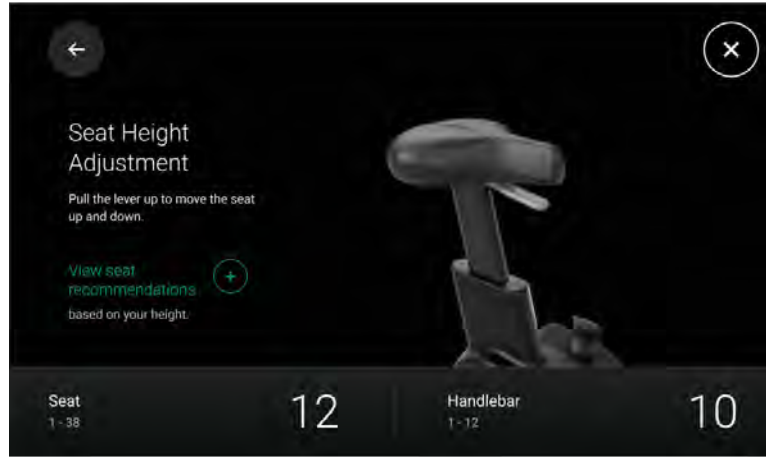 Seat Height
Adjustment
Pull the lever up to move the seat
up and down.
View seat
recommendations
based on your height.
Seat
1 - 38
12
Handlebar
1 - 12
10